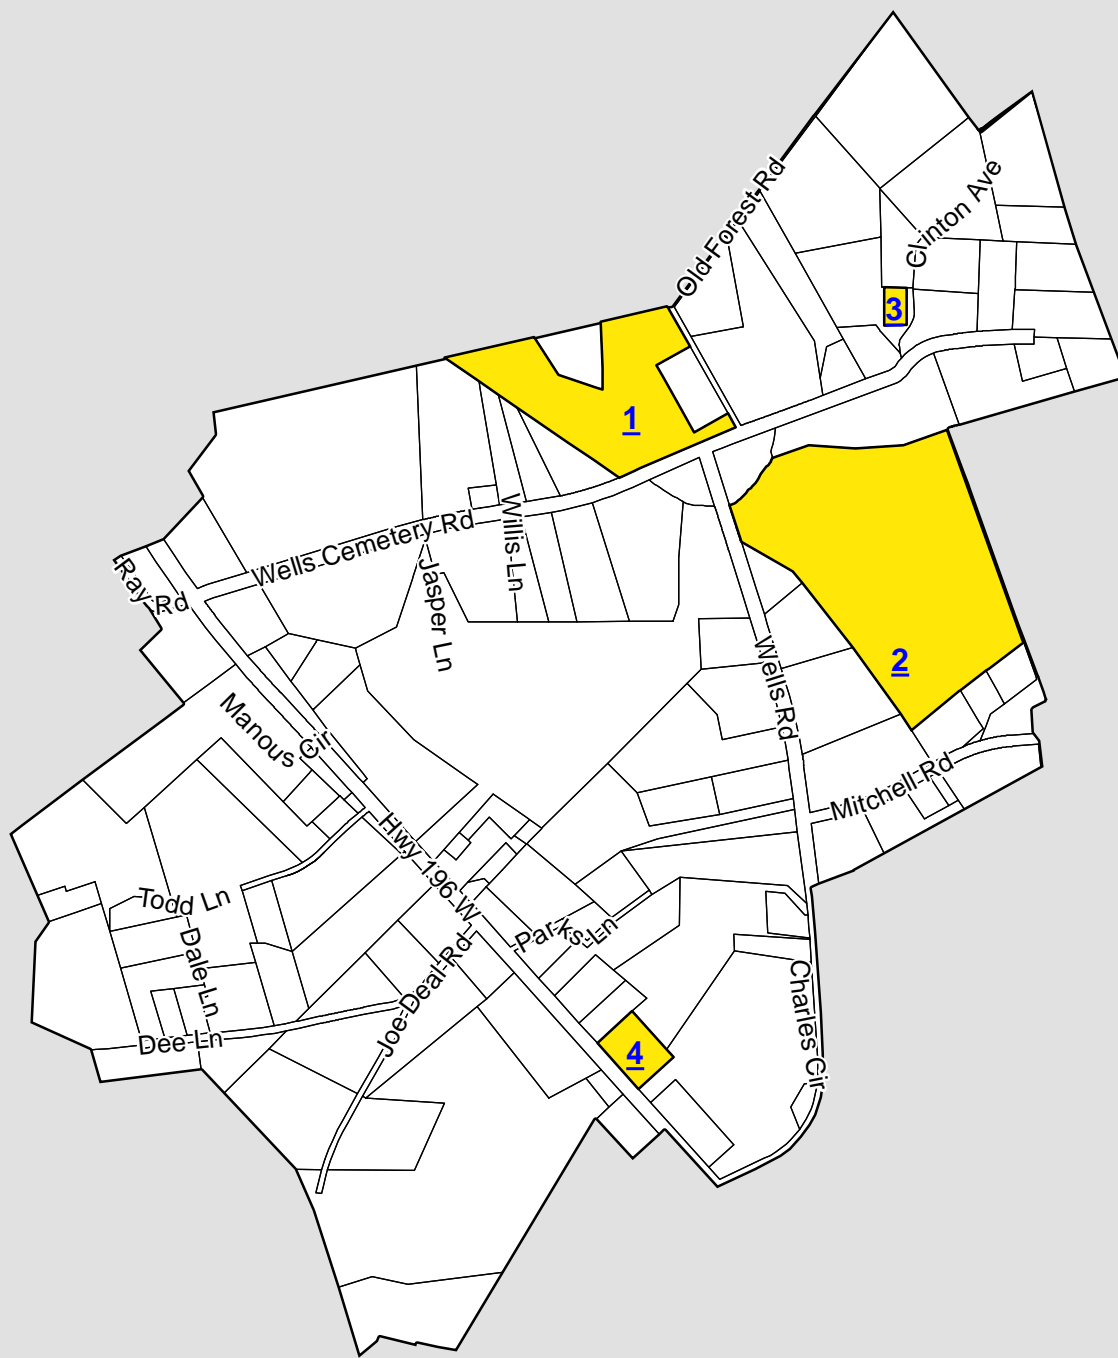 Old Forest Rd
Clinton Ave
3
1
Willis Ln
Wells Cemetery Rd
Ray Rd
Jasper Ln
2
Wells Rd
Manous Cir
Mitchell Rd
Hwy 196 W
Todd Ln
Parks Ln
Dale Ln
Joe Deal Rd
Charles Cir
Dee Ln
4